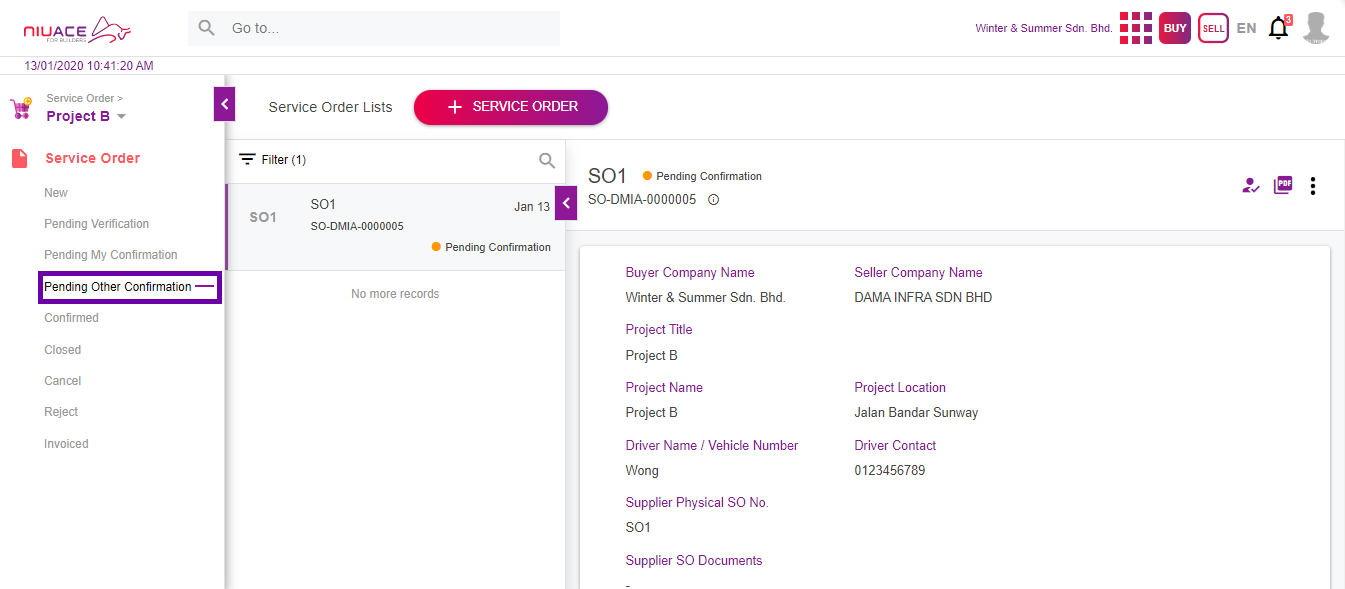 NIUACE
FOR BUILDERS
Go to...
Winter & Summer Sdn. Bhd.
BUY
SELL
EN
3
13/01/2020 10:41:20 AM
Service Order >
Project B
Service Order
New
Pending Verification
Pending My Confirmation
Pending Other Confirmation
Confirmed
Closed
Cancel
Reject
Invoiced
Service Order Lists
+ SERVICE ORDER
Filter (1)
SO1
SO1
Jan 13
SO-DMIA-0000005
Pending Confirmation
No more records
SO1
Pending Confirmation
SO-DMIA-0000005
PDF
Buyer Company Name
Seller Company Name
Winter & Summer Sdn. Bhd.
DAMA INFRA SDN BHD
Project Title
Project B
Project Name
Project Location
Project B
Jalan Bandar Sunway
Driver Name / Vehicle Number
Driver Contact
Wong
0123456789
Supplier Physical SO No.
SO1
Supplier SO Documents
-